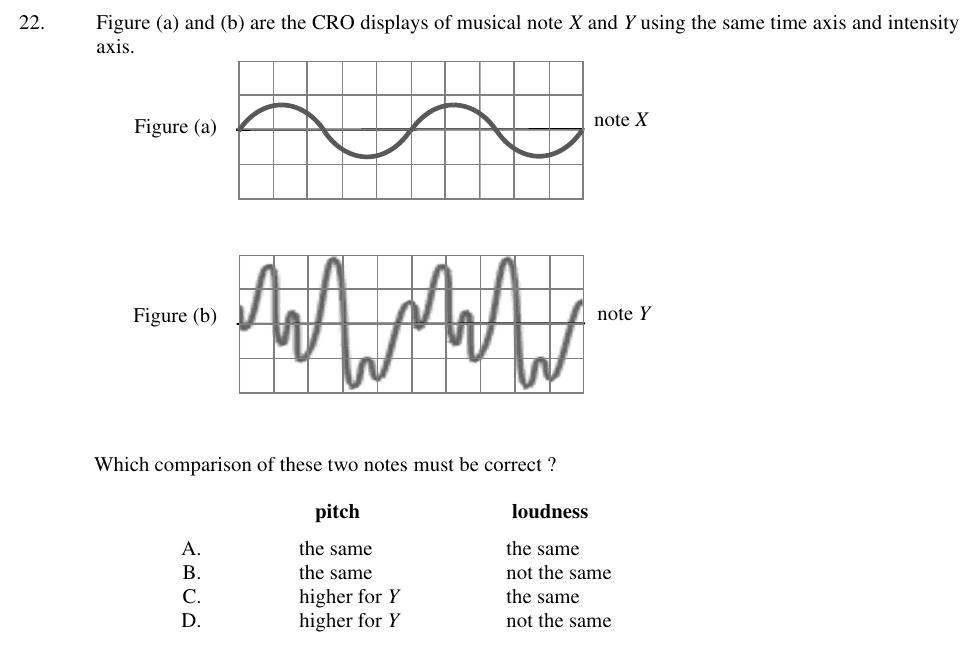 22. Figure (a) and (b) are the CRO displays of musical note X and Y using the same time axis and intensity
axis.
Figure (a)
note X
Figure (b)
note Y
Which comparison of these two notes must be correct ?
pitch loudness
A. the same the same
B. the same not the same
C. higher for Y the same
D. higher for Y not the same